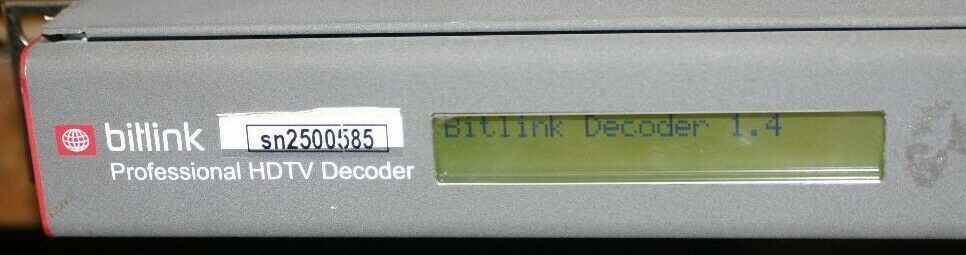 bitlink
sn2500585
Professional HDTV Decoder
Bitlink Decoder 1.4